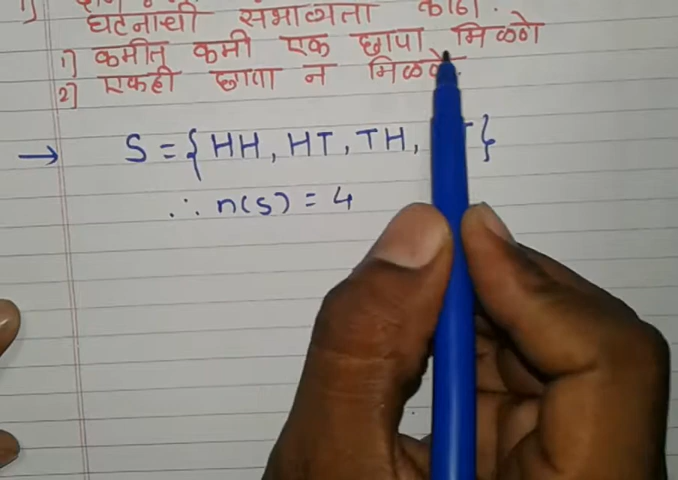 घटनाची संभाव्यता काढा.
1) कमीत कमी एक छापा मिळणे
2) एकही छापा न मिळणे.
→ S = { HH, HT, TH, T }
∴ n(S) = 4